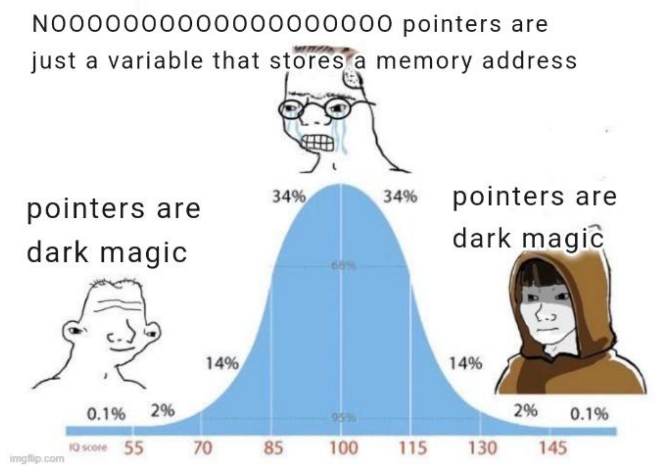 NOOOOOOOOOOOOOOOOOOO pointers are
just a variable that stores a memory address
34%
34%
pointers are
dark magic
pointers are
dark magic
68%
14%
14%
0.1%
2%
95%
2%
0.1%
IQ score
55
70
85
100
115
130
145
imgflip.com